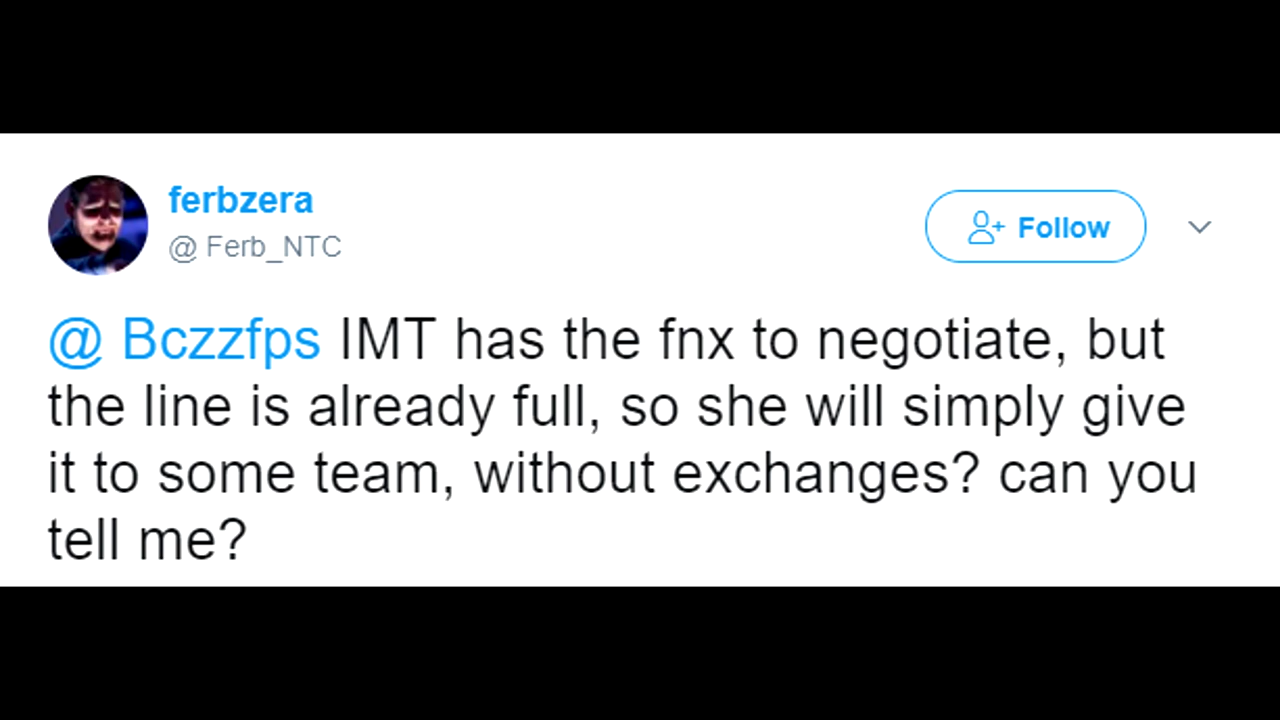 ferbzera
@ Ferb_NTC
Follow
@ Bczzfps IMT has the fnx to negotiate, but
the line is already full, so she will simply give
it to some team, without exchanges? can you
tell me?